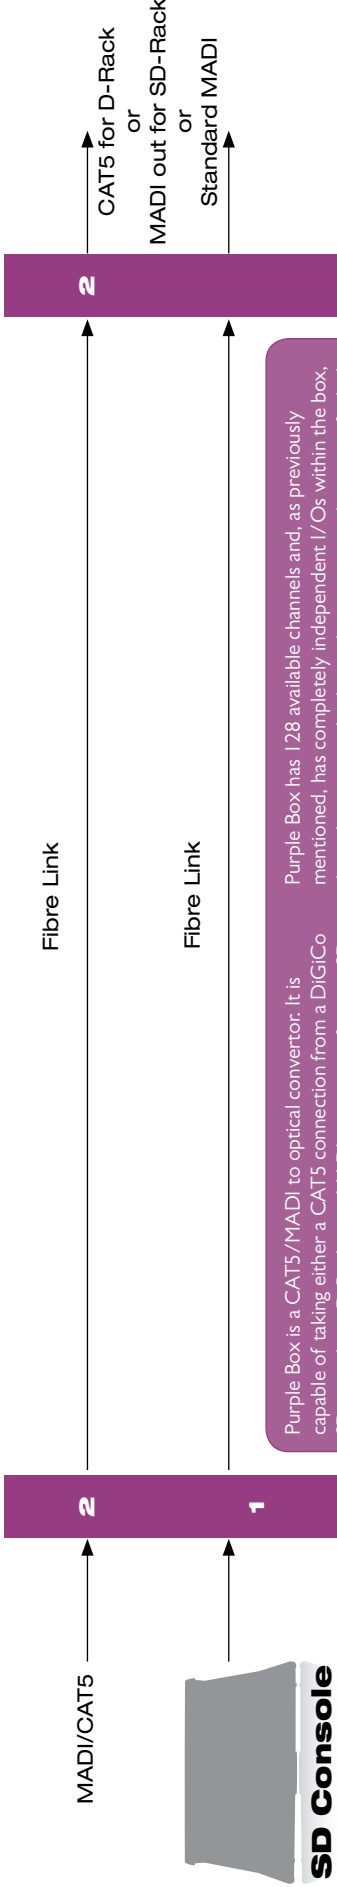 MADI/CAT5
2
Fibre Link
2
CAT5 for D-Rack
or
MADI out for SD-Rack
or
Standard MADI
SD Console
1
Fibre Link
Purple Box is a CAT5/MADI to optical convertor. It is
capable of taking either a CAT5 connection from a DiGiCo
Purple Box has 128 available channels and, as previously
mentioned, has completely independent I/Os within the box,